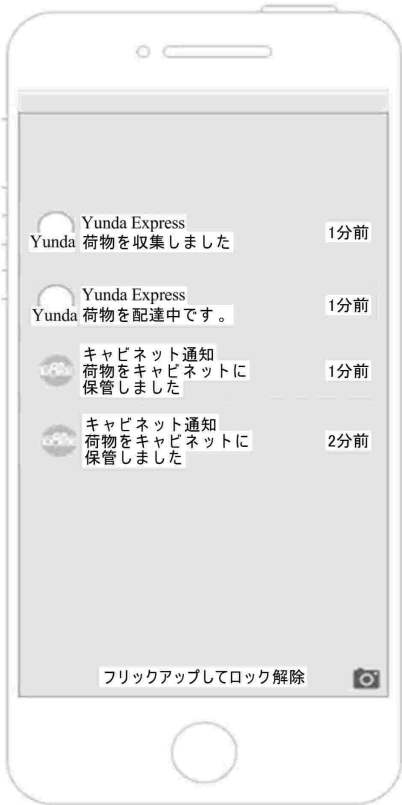 Yunda Express
Yunda 荷物を収集しました
1分前
Yunda Express
Yunda 荷物を配達中です。
1分前
キャビネット通知
荷物をキャビネットに
保管しました
1分前
キャビネット通知
荷物をキャビネットに
保管しました
2分前
フリックアップしてロック解除